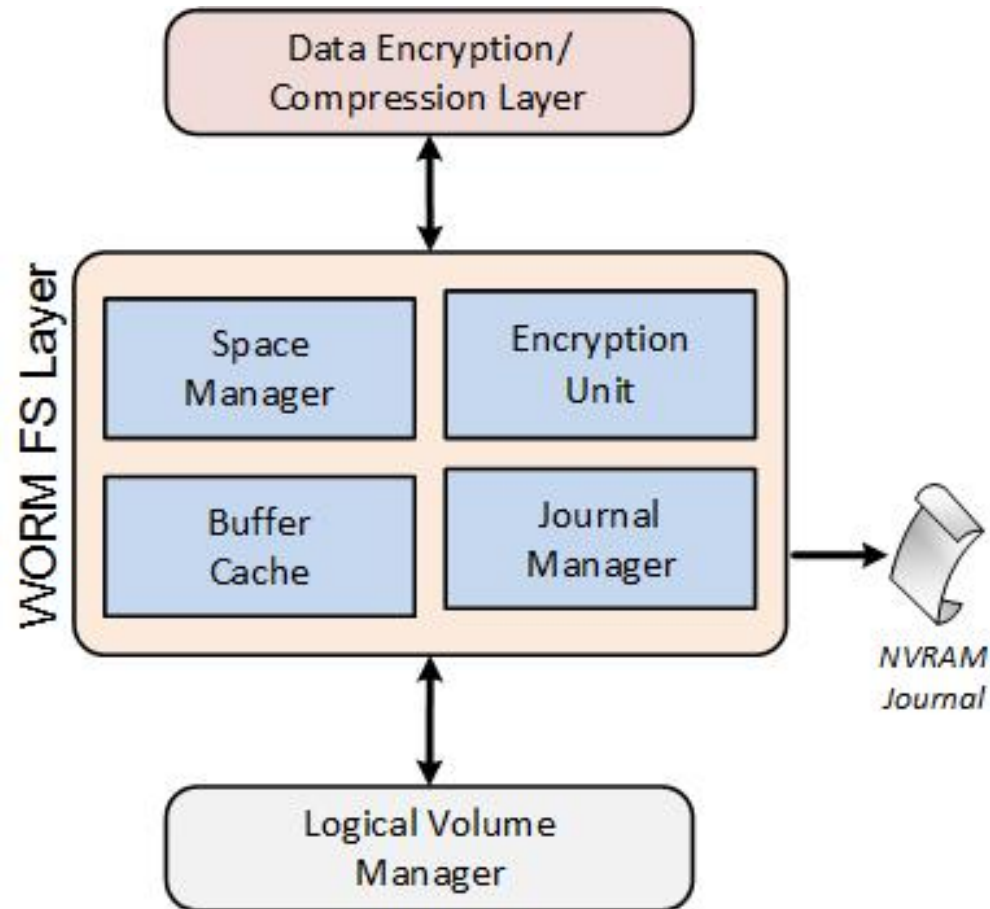 Data Encryption/
Compression Layer
WORM FS Layer
Space
Manager
Encryption
Unit
Buffer
Cache
Journal
Manager
NVRAM
Journal
Logical Volume
Manager